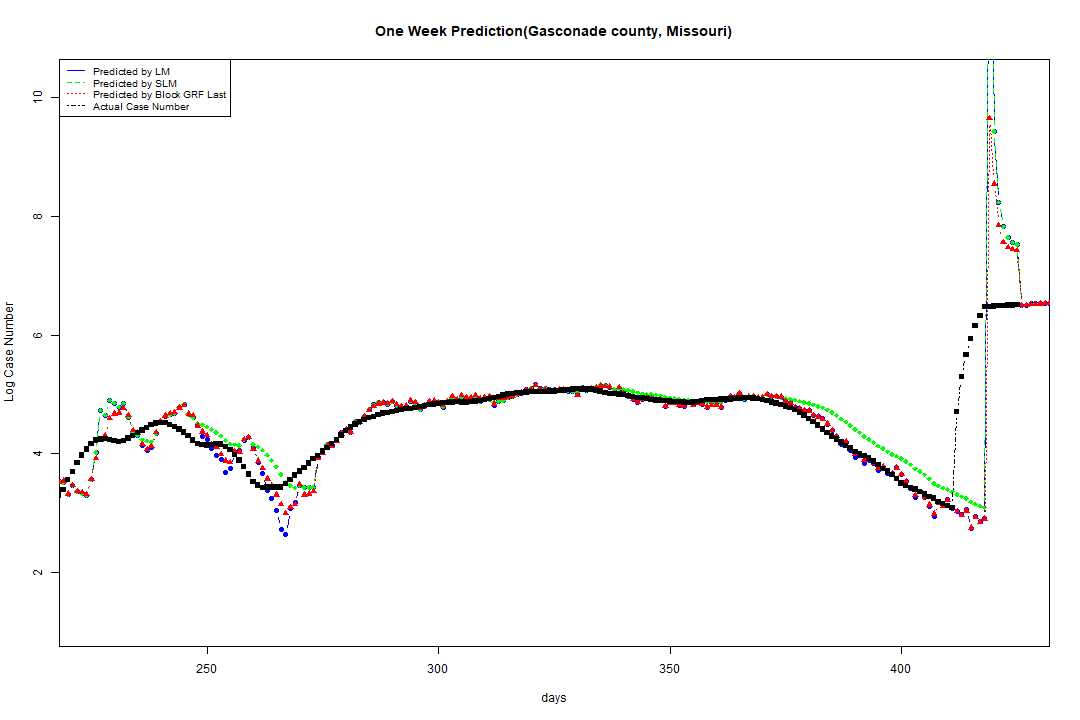 One Week Prediction(Gasconade county, Missouri)
Predicted by LM
Predicted by SLM
Predicted by Block GRF Last
Actual Case Number
Log Case Number
10
8
6
4
2
250 300 350 400
days